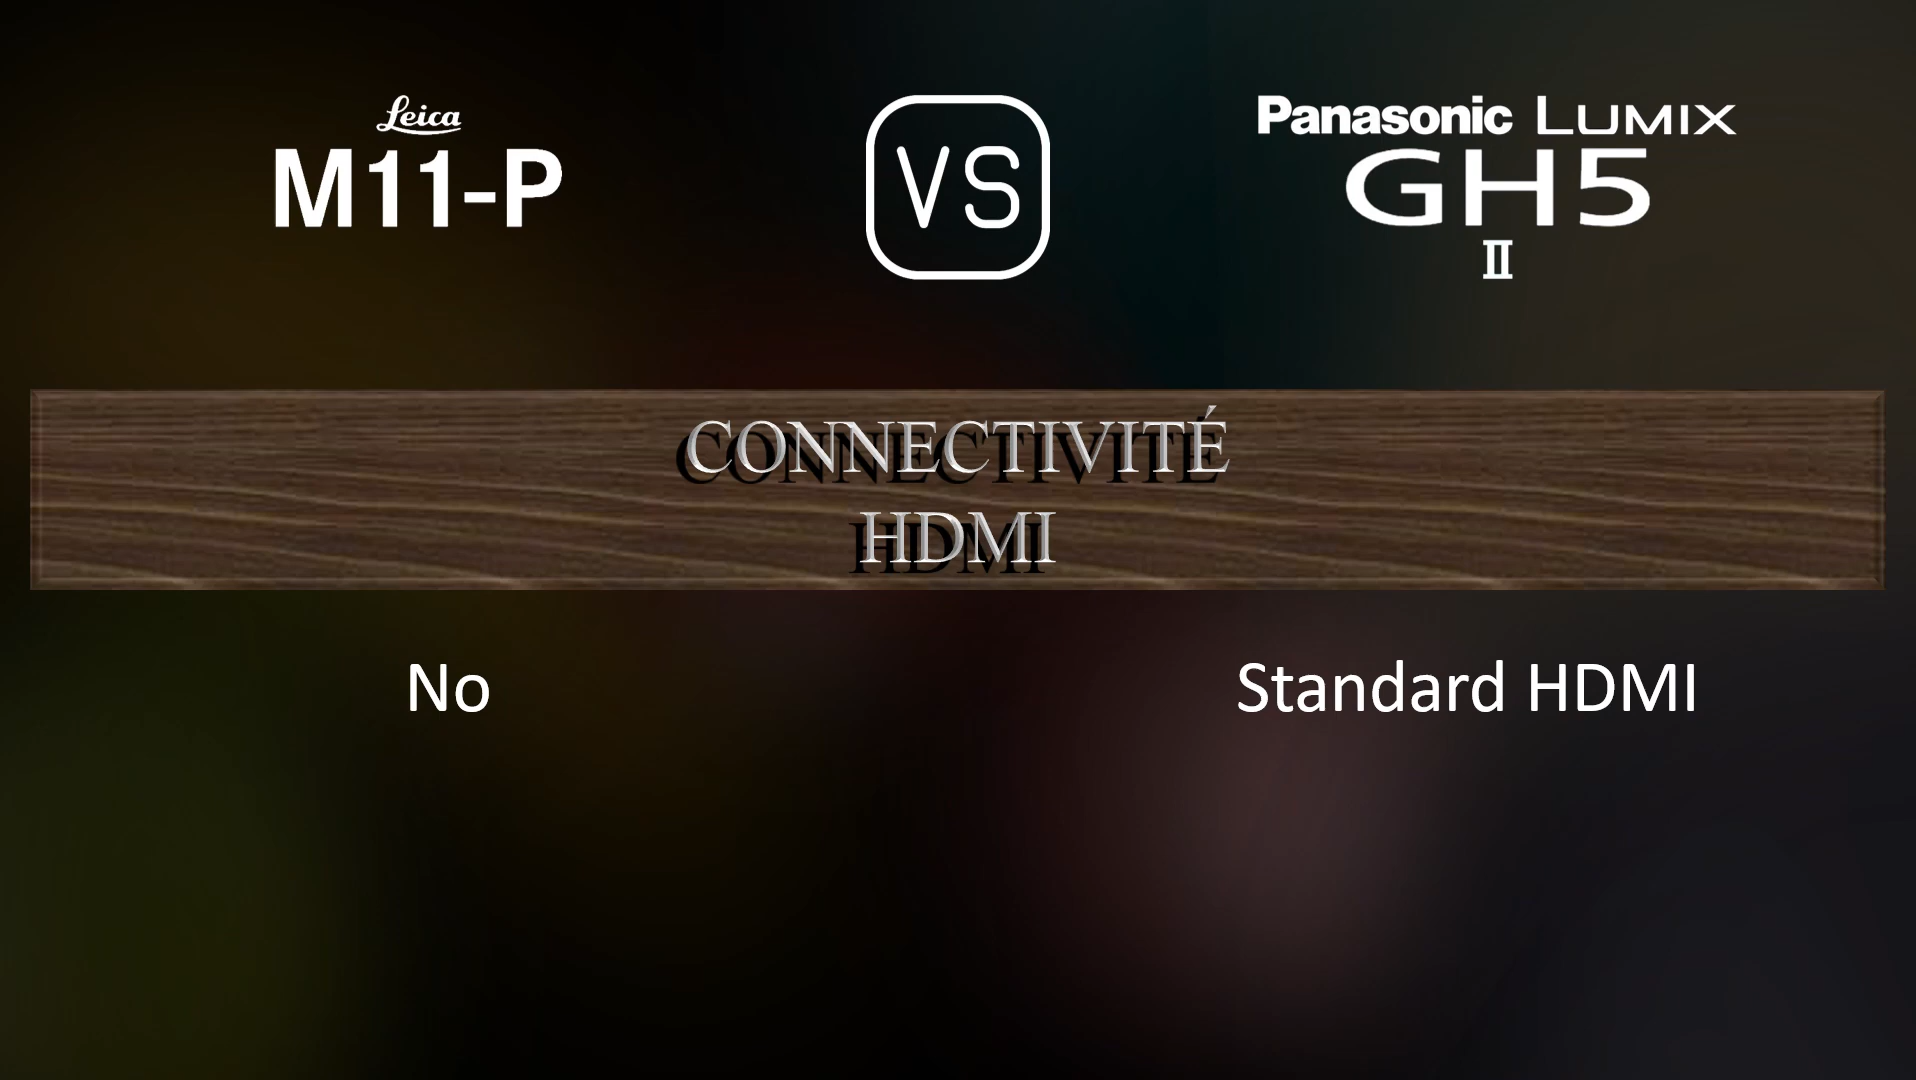 Leica
M11-P
VS
Panasonic LUMIX
GH5
II
CONNECTIVITÉ
HDMI
No
Standard HDMI